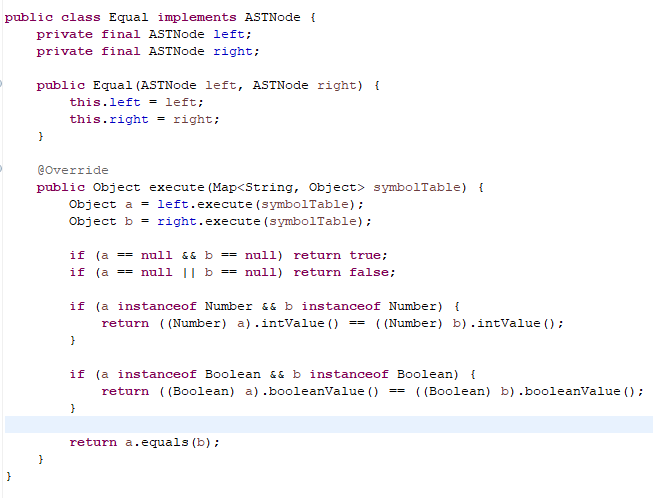 public class Equal implements ASTNode {
    private final ASTNode left;
    private final ASTNode right;

    public Equal(ASTNode left, ASTNode right) {
        this.left = left;
        this.right = right;
    }

    @Override
    public Object execute(Map<String, Object> symbolTable) {
        Object a = left.execute(symbolTable);
        Object b = right.execute(symbolTable);

        if (a == null && b == null) return true;
        if (a == null || b == null) return false;

        if (a instanceof Number && b instanceof Number) {
            return ((Number) a).intValue() == ((Number) b).intValue();
        }

        if (a instanceof Boolean && b instanceof Boolean) {
            return ((Boolean) a).booleanValue() == ((Boolean) b).booleanValue();
        }

        return a.equals(b);
    }
}